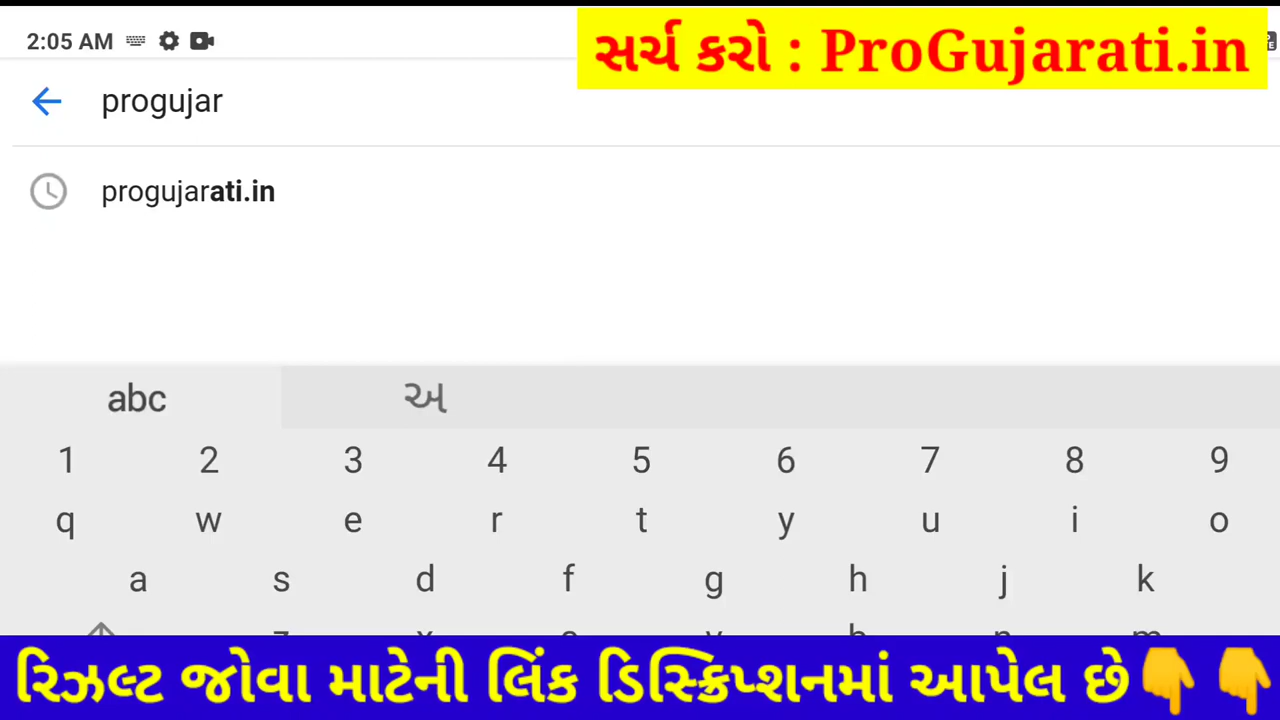 2:05 AM
સર્ચ કરો : ProGujarati.in
progujar
progujarati.in
abc અ
1 2 3 4 5 6 7 8 9
q w e r t y u i o
a s d f g h j k
z x c v b n m
રિઝલ્ટ જોવા માટેની લિંક ડિસ્ક્રિપ્શનમાં આપેલ છે👇👇